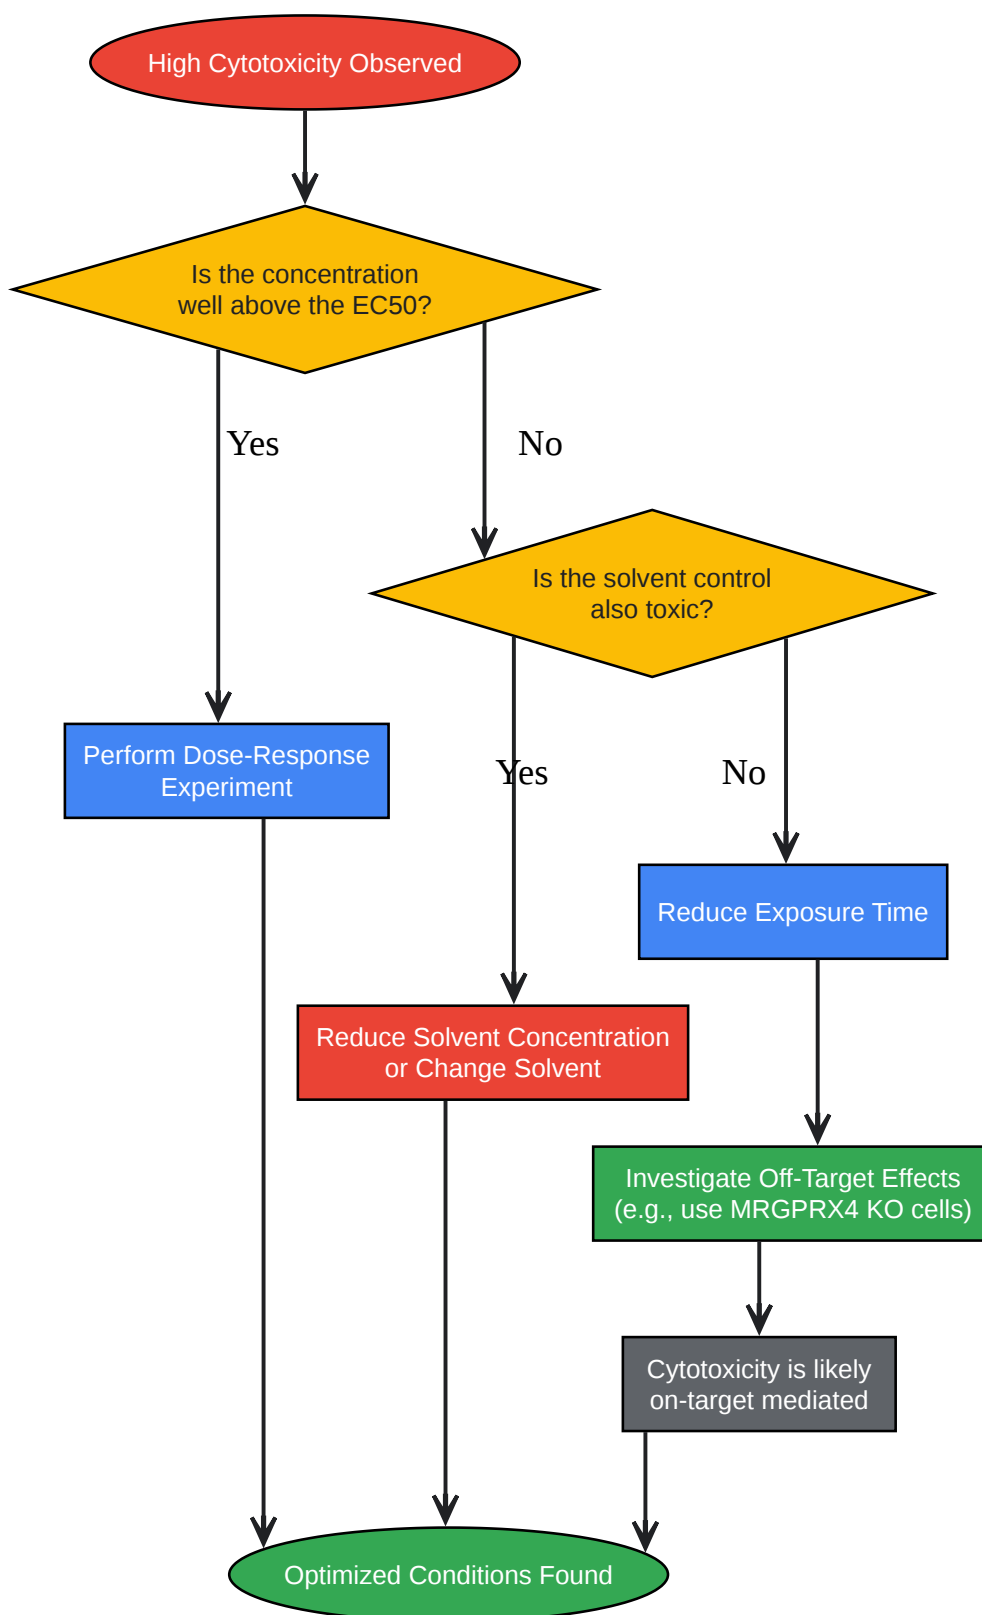 High Cytotoxicity Observed
Is the concentration
well above the EC50?
Yes
No
Is the solvent control
also toxic?
Perform Dose-Response
Experiment
Yes
No
Reduce Exposure Time
Reduce Solvent Concentration
or Change Solvent
Investigate Off-Target Effects
(e.g., use MRGPRX4 KO cells)
Cytotoxicity is likely
on-target mediated
Optimized Conditions Found